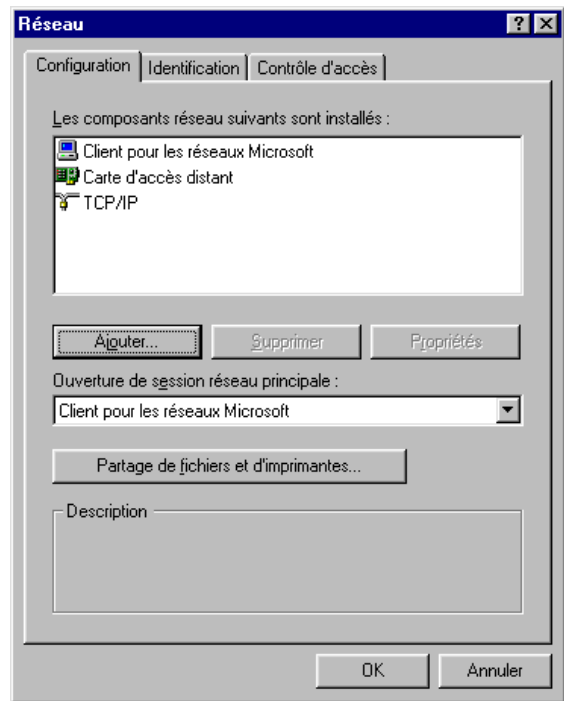 Réseau
Configuration Identification Contrôle d'accès
Les composants réseau suivants sont installés :
Client pour les réseaux Microsoft
Carte d'accès distant
TCP/IP
Ajouter... Supprimer Propriétés
Ouverture de session réseau principale :
Client pour les réseaux Microsoft
Partage de fichiers et d'imprimantes...
Description
OK Annuler